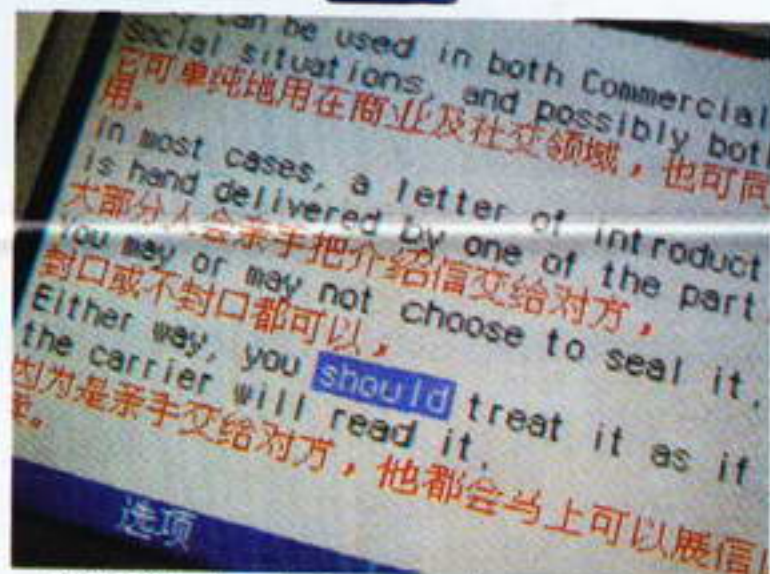 can be used in both Commercial
Social situations, and possibly both
它可单纯地用在商业及社交领域，也可同
用。
in most cases, a letter of introduct
is hand delivered by one of the part
大部分人会亲手把介绍信交给对方，
You may or may not choose to seal it.
封口或不封口都可以，
Either way, you should treat it as if
the carrier will read it.
因为是亲手交给对方，他都会马上可以展信
选项